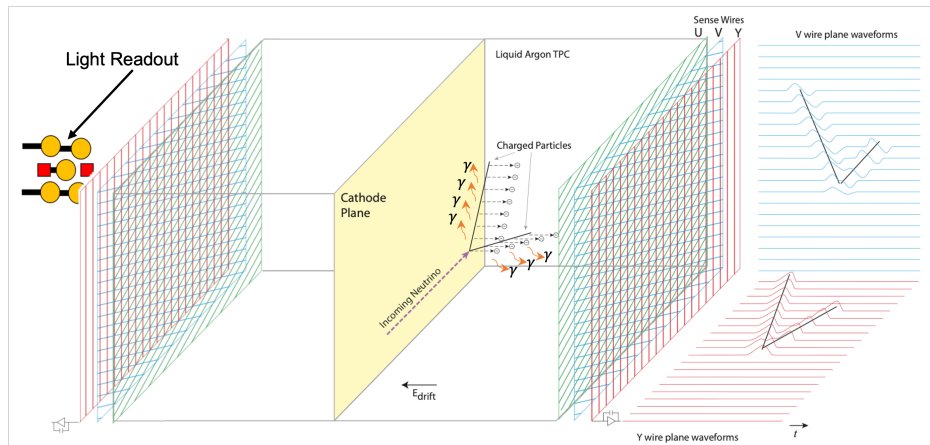 Light Readout
Sense Wires
U V Y
V wire plane waveforms
Liquid Argon TPC
Charged Particles
Cathode
Plane
γ
γ
γ
γ
γ
γ
γ
γ
Incoming Neutrino
Edrift
t
Y wire plane waveforms